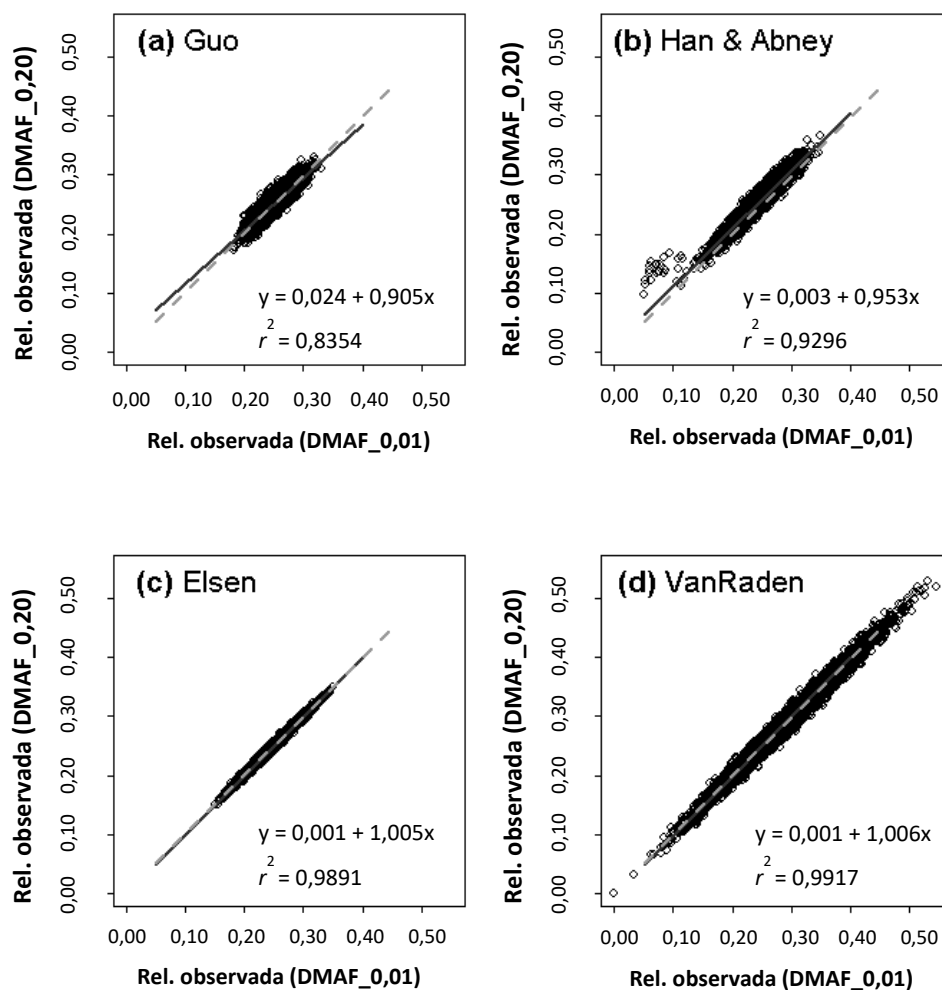 (a) Guo
Rel. observada (DMAF_0,20)
0,50
0,40
0,30
0,20
0,10
0,00
y = 0,024 + 0,905x
r² = 0,8354
0,00 0,10 0,20 0,30 0,40 0,50
Rel. observada (DMAF_0,01)
(b) Han & Abney
Rel. observada (DMAF_0,20)
0,50
0,40
0,30
0,20
0,10
0,00
y = 0,003 + 0,953x
r² = 0,9296
0,00 0,10 0,20 0,30 0,40 0,50
Rel. observada (DMAF_0,01)
(c) Elsen
Rel. observada (DMAF_0,20)
0,50
0,40
0,30
0,20
0,10
0,00
y = 0,001 + 1,005x
r² = 0,9891
0,00 0,10 0,20 0,30 0,40 0,50
Rel. observada (DMAF_0,01)
(d) VanRaden
Rel. observada (DMAF_0,20)
0,50
0,40
0,30
0,20
0,10
0,00
y = 0,001 + 1,006x
r² = 0,9917
0,00 0,10 0,20 0,30 0,40 0,50
Rel. observada (DMAF_0,01)